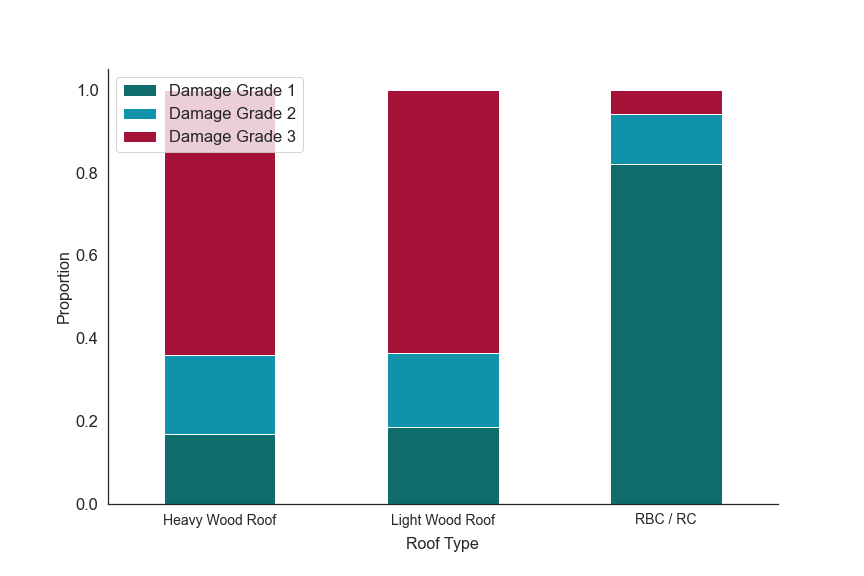 Damage Grade 1
Damage Grade 2
Damage Grade 3
1.0
0.8
0.6
0.4
0.2
0.0
Proportion
Heavy Wood Roof
Light Wood Roof
RBC / RC
Roof Type